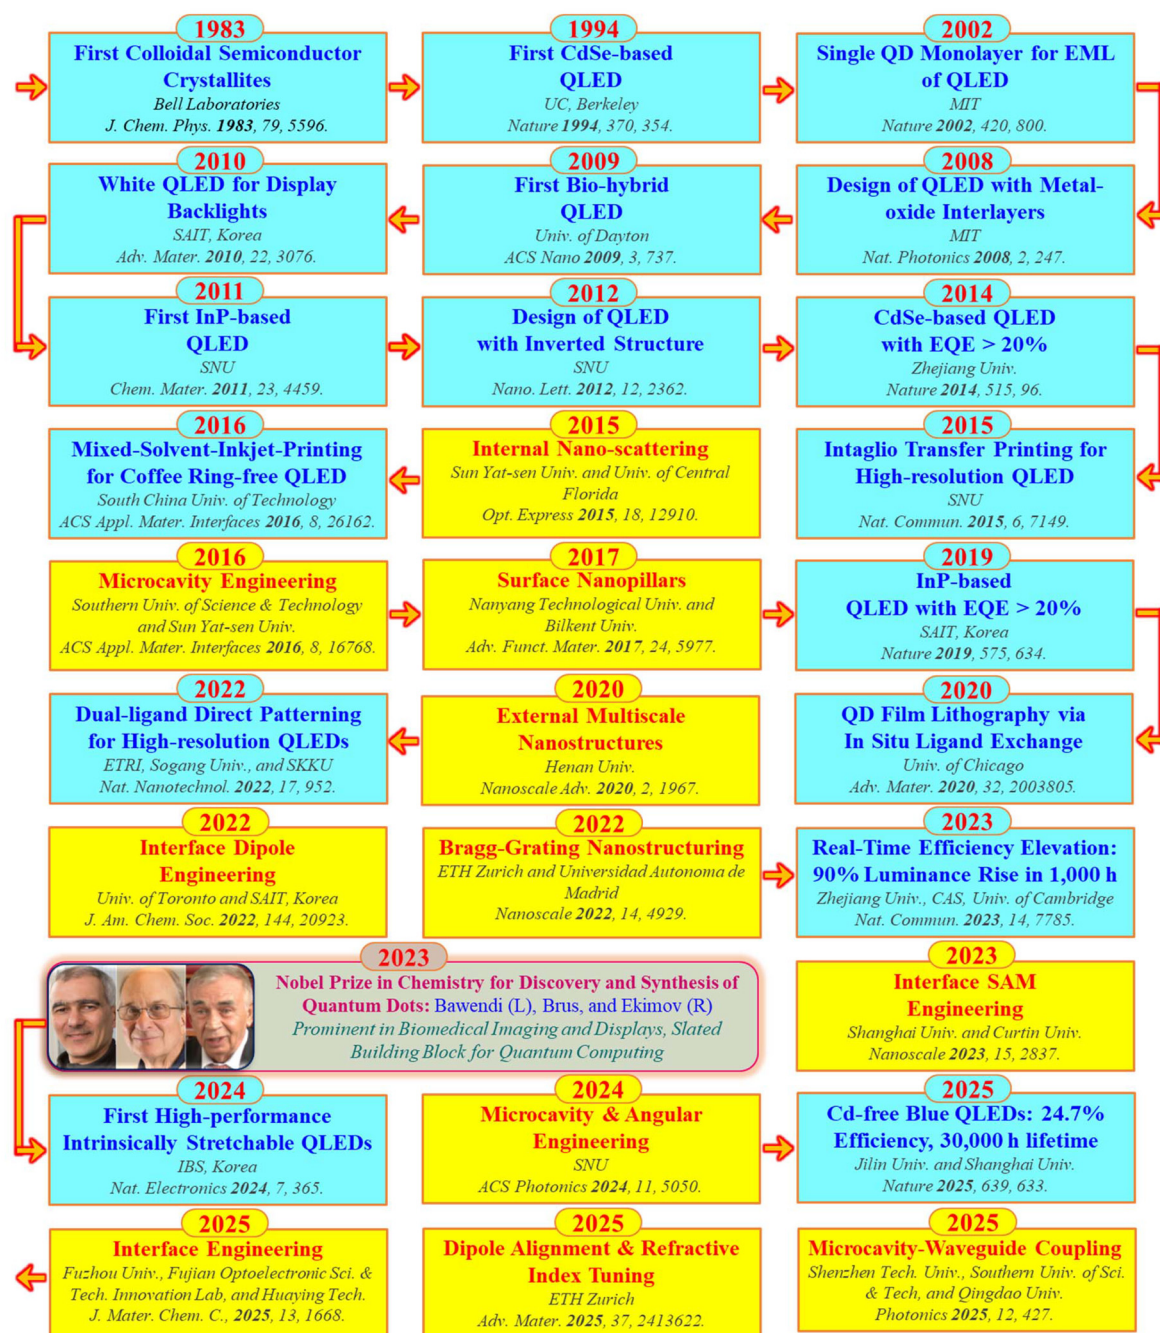 1983
First Colloidal Semiconductor
Crystallites
Bell Laboratories
J. Chem. Phys. 1983, 79, 5596.
1994
First CdSe-based
QLED
UC, Berkeley
Nature 1994, 370, 354.
2002
Single QD Monolayer for EML
of QLED
MIT
Nature 2002, 420, 800.
2010
White QLED for Display
Backlights
SAIT, Korea
Adv. Mater. 2010, 22, 3076.
2009
First Bio-hybrid
QLED
Univ. of Dayton
ACS Nano 2009, 3, 737.
2008
Design of QLED with Metal-
oxide Interlayers
MIT
Nat. Photonics 2008, 2, 247.
2011
First InP-based
QLED
SNU
Chem. Mater. 2011, 23, 4459.
2012
Design of QLED
with Inverted Structure
SNU
Nano. Lett. 2012, 12, 2362.
2014
CdSe-based QLED
with EQE > 20%
Zhejiang Univ.
Nature 2014, 515, 96.
2016
Mixed-Solvent-Inkjet-Printing
for Coffee Ring-free QLED
South China Univ. of Technology
ACS Appl. Mater. Interfaces 2016, 8, 26162.
2015
Internal Nano-scattering
Sun Yat-sen Univ. and Univ. of Central
Florida
Opt. Express 2015, 18, 12910.
2015
Intaglio Transfer Printing for
High-resolution QLED
SNU
Nat. Commun. 2015, 6, 7149.
2016
Microcavity Engineering
Southern Univ. of Science & Technology
and Sun Yat-sen Univ.
ACS Appl. Mater. Interfaces 2016, 8, 16768.
2017
Surface Nanopillars
Nanyang Technological Univ. and
Bilkent Univ.
Adv. Funct. Mater. 2017, 24, 5977.
2019
InP-based
QLED with EQE > 20%
SAIT, Korea
Nature 2019, 575, 634.
2022
Dual-ligand Direct Patterning
for High-resolution QLEDs
ETRI, Sogang Univ., and SKKU
Nat. Nanotechnol. 2022, 17, 952.
2020
External Multiscale
Nanostructures
Henan Univ.
Nanoscale Adv. 2020, 2, 1967.
2020
QD Film Lithography via
In Situ Ligand Exchange
Univ. of Chicago
Adv. Mater. 2020, 32, 2003805.
2022
Interface Dipole
Engineering
Univ. of Toronto and SAIT, Korea
J. Am. Chem. Soc. 2022, 144, 20923.
2022
Bragg-Grating Nanostructuring
ETH Zurich and Universidad Autonoma de
Madrid
Nanoscale 2022, 14, 4929.
2023
Real-Time Efficiency Elevation:
90% Luminance Rise in 1,000 h
Zhejiang Univ., CAS, Univ. of Cambridge
Nat. Commun. 2023, 14, 7785.
2023
Nobel Prize in Chemistry for Discovery and Synthesis of
Quantum Dots: Bawendi (L), Brus, and Ekimov (R)
Prominent in Biomedical Imaging and Displays, Slated
Building Block for Quantum Computing
2023
Interface SAM
Engineering
Shanghai Univ. and Curtin Univ.
Nanoscale 2023, 15, 2837.
2024
First High-performance
Intrinsically Stretchable QLEDs
IBS, Korea
Nat. Electronics 2024, 7, 365.
2024
Microcavity & Angular
Engineering
SNU
ACS Photonics 2024, 11, 5050.
2025
Cd-free Blue QLEDs: 24.7%
Efficiency, 30,000 h lifetime
Jilin Univ. and Shanghai Univ.
Nature 2025, 639, 633.
2025
Interface Engineering
Fuzhou Univ., Fujian Optoelectronic Sci. &
Tech. Innovation Lab, and Huaying Tech.
J. Mater. Chem. C., 2025, 13, 1668.
2025
Dipole Alignment & Refractive
Index Tuning
ETH Zurich
Adv. Mater. 2025, 37, 2413622.
2025
Microcavity-Waveguide Coupling
Shenzhen Tech. Univ., Southern Univ. of Sci.
& Tech, and Qingdao Univ.
Photonics 2025, 12, 427.